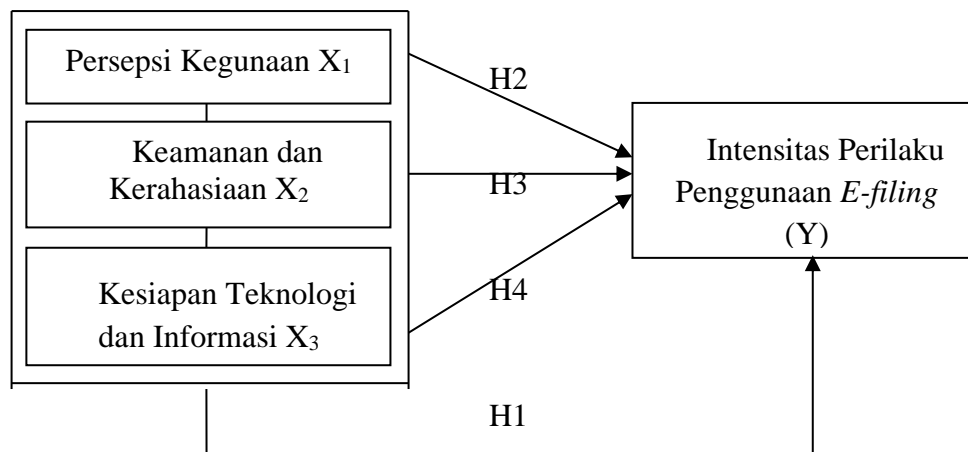 Persepsi Kegunaan X₁
H2
Keamanan dan
Kerahasiaan X₂
H3
Intensitas Perilaku
Penggunaan E-filing
(Y)
Kesiapan Teknologi
dan Informasi X₃
H4
H1